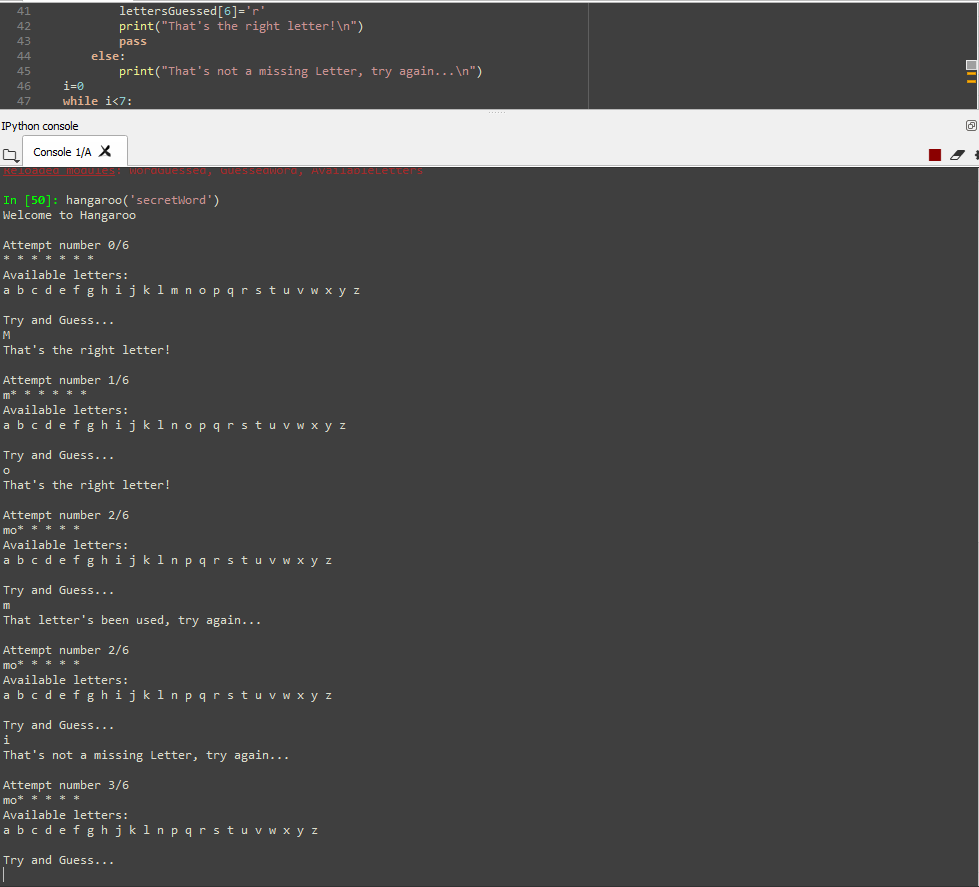 41 lettersGuessed[6]='r'
42 print("That's the right letter!\n")
43 pass
44 else:
45 print("That's not a missing Letter, try again...\n")
46 i=0
47 while i<7:
IPython console
Console 1/A
Reloaded modules: WordGuessed, GuessedWord, AvailableLetters
In [50]: hangaroo('secretWord')
Welcome to Hangaroo
Attempt number 0/6
* * * * * * *
Available letters:
a b c d e f g h i j k l m n o p q r s t u v w x y z
Try and Guess...
M
That's the right letter!
Attempt number 1/6
m* * * * * *
Available letters:
a b c d e f g h i j k l n o p q r s t u v w x y z
Try and Guess...
o
That's the right letter!
Attempt number 2/6
mo* * * * *
Available letters:
a b c d e f g h i j k l n p q r s t u v w x y z
Try and Guess...
m
That letter's been used, try again...
Attempt number 2/6
mo* * * * *
Available letters:
a b c d e f g h i j k l n p q r s t u v w x y z
Try and Guess...
i
That's not a missing Letter, try again...
Attempt number 3/6
mo* * * * *
Available letters:
a b c d e f g h j k l n p q r s t u v w x y z
Try and Guess...